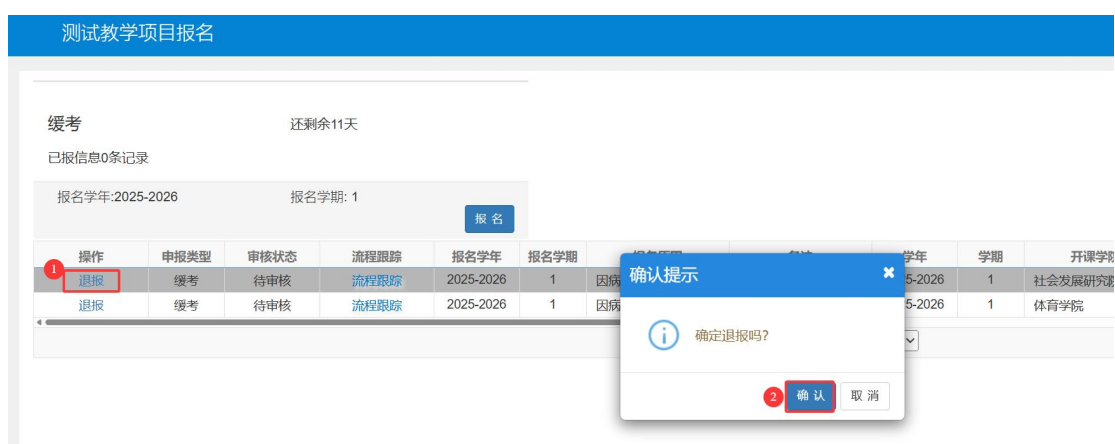 测试教学项目报名
缓考 还剩余11天
已报信息0条记录
报名学年:2025-2026 报名学期: 1
报 名
操作 申报类型 审核状态 流程跟踪 报名学年 报名学期 学年 学期 开课学院
1 退报 缓考 待审核 流程跟踪 2025-2026 1 因病 5-2026 1 社会发展研究院
退报 缓考 待审核 流程跟踪 2025-2026 1 因病 5-2026 1 体育学院
确认提示
确定退报吗?
2 确 认 取 消